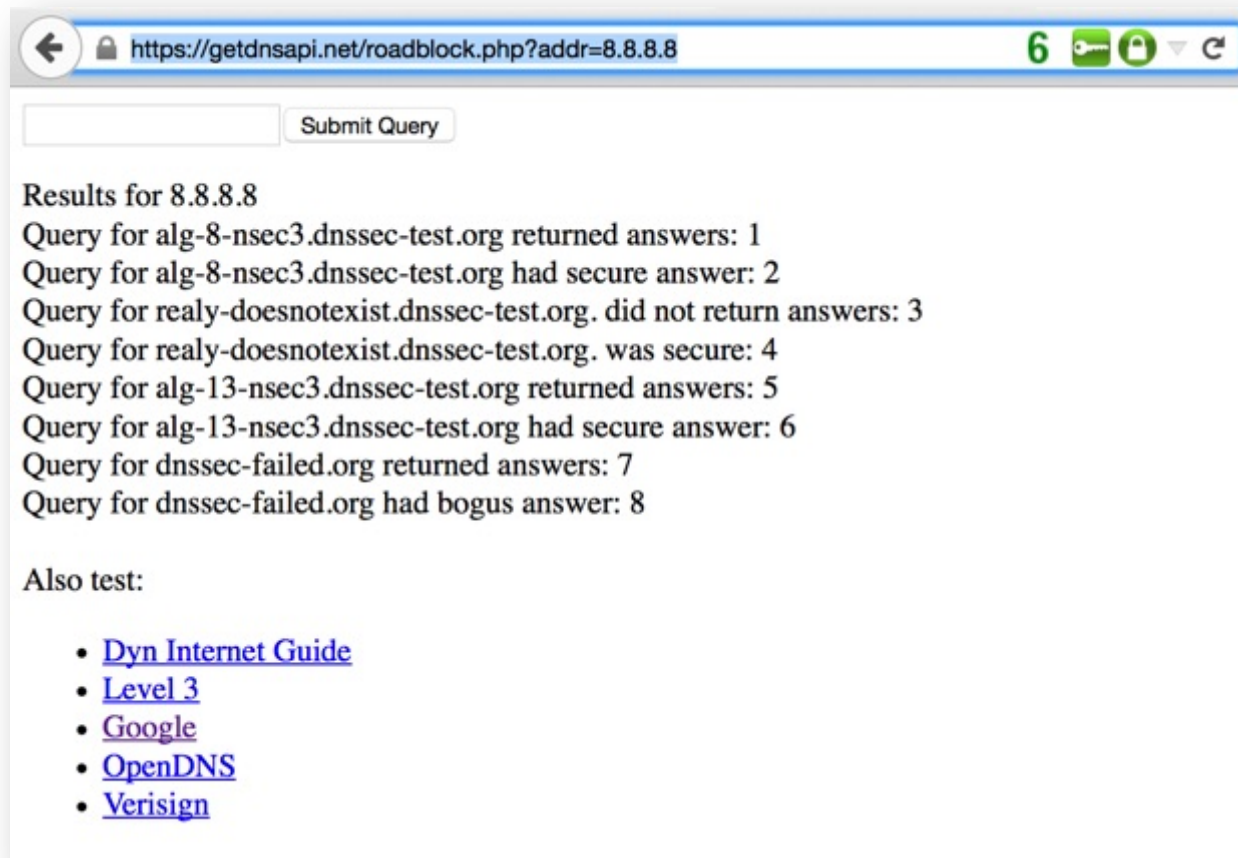 https://getdnsapi.net/roadblock.php?addr=8.8.8.8 6
Submit Query
Results for 8.8.8.8
Query for alg-8-nsec3.dnssec-test.org returned answers: 1
Query for alg-8-nsec3.dnssec-test.org had secure answer: 2
Query for realy-doesnotexist.dnssec-test.org. did not return answers: 3
Query for realy-doesnotexist.dnssec-test.org. was secure: 4
Query for alg-13-nsec3.dnssec-test.org returned answers: 5
Query for alg-13-nsec3.dnssec-test.org had secure answer: 6
Query for dnssec-failed.org returned answers: 7
Query for dnssec-failed.org had bogus answer: 8
Also test:
• Dyn Internet Guide
• Level 3
• Google
• OpenDNS
• Verisign